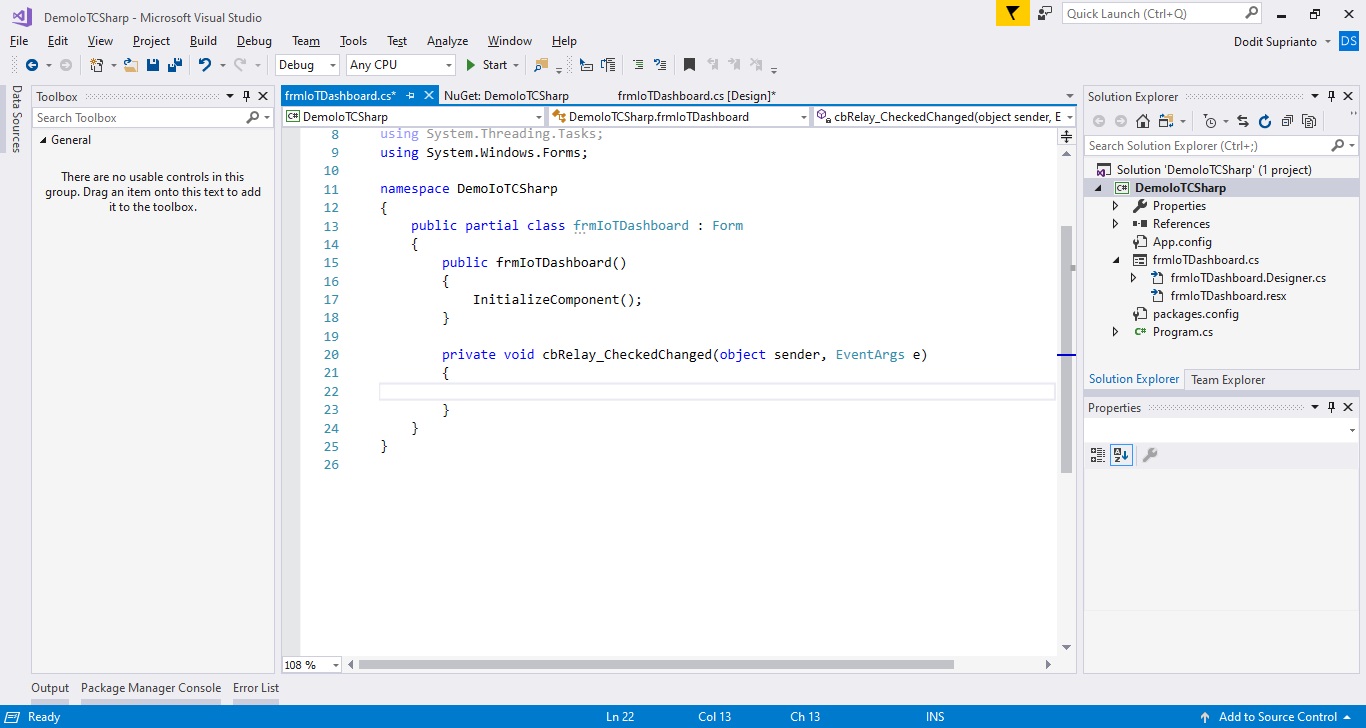 DemoIoTCSharp - Microsoft Visual Studio
Quick Launch (Ctrl+Q)
File Edit View Project Build Debug Team Tools Test Analyze Window Help
Dodit Suprianto DS
Debug Any CPU Start
Data Sources
Toolbox
Search Toolbox
General
There are no usable controls in this
group. Drag an item onto this text to add
it to the toolbox.
frmIoTDashboard.cs* NuGet: DemoIoTCSharp frmIoTDashboard.cs [Design]*
C# DemoIoTCSharp DemoIoTCSharp.frmIoTDashboard cbRelay_CheckedChanged(object sender, E
8 using System.Threading.Tasks;
9 using System.Windows.Forms;
10
11 namespace DemoIoTCSharp
12 {
13 public partial class frmIoTDashboard : Form
14 {
15 public frmIoTDashboard()
16 {
17 InitializeComponent();
18 }
19
20 private void cbRelay_CheckedChanged(object sender, EventArgs e)
21 {
22
23 }
24 }
25 }
26
108 %
Solution Explorer
Search Solution Explorer (Ctrl+;)
Solution 'DemoIoTCSharp' (1 project)
C# DemoIoTCSharp
Properties
References
App.config
frmIoTDashboard.cs
frmIoTDashboard.Designer.cs
frmIoTDashboard.resx
packages.config
C# Program.cs
Solution Explorer Team Explorer
Properties
Output Package Manager Console Error List
Ready Ln 22 Col 13 Ch 13 INS Add to Source Control